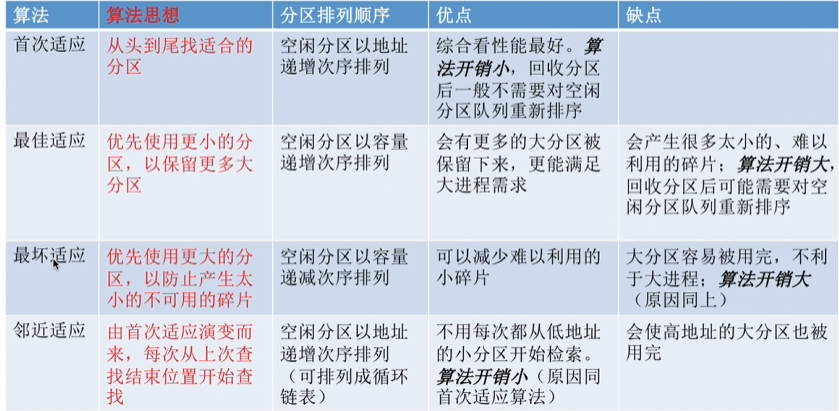 算法 算法思想 分区排列顺序 优点 缺点
首次适应
从头到尾找适合的
分区
空闲分区以地址
递增次序排列
综合看性能最好。算
法开销小，回收分区
后一般不需要对空闲
分区队列重新排序
最佳适应
优先使用更小的分
区，以保留更多大
分区
空闲分区以容量
递增次序排列
会有更多的大分区被
保留下来，更能满足
大进程需求
会产生很多太小的、难以
利用的碎片；算法开销大，
回收分区后可能需要对空
闲分区队列重新排序
最坏适应
优先使用更大的分
区，以防止产生太
小的不可用的碎片
空闲分区以容量
递减次序排列
可以减少难以利用的
小碎片
大分区容易被用完，不利
于大进程；算法开销大
（原因同上）
邻近适应
由首次适应演变而
来，每次从上次查
找结束位置开始查
找
空闲分区以地址
递增次序排列
（可排列成循环
链表）
不用每次都从低地址
的小分区开始检索。
算法开销小（原因同
首次适应算法）
会使高地址的大分区也被
用完